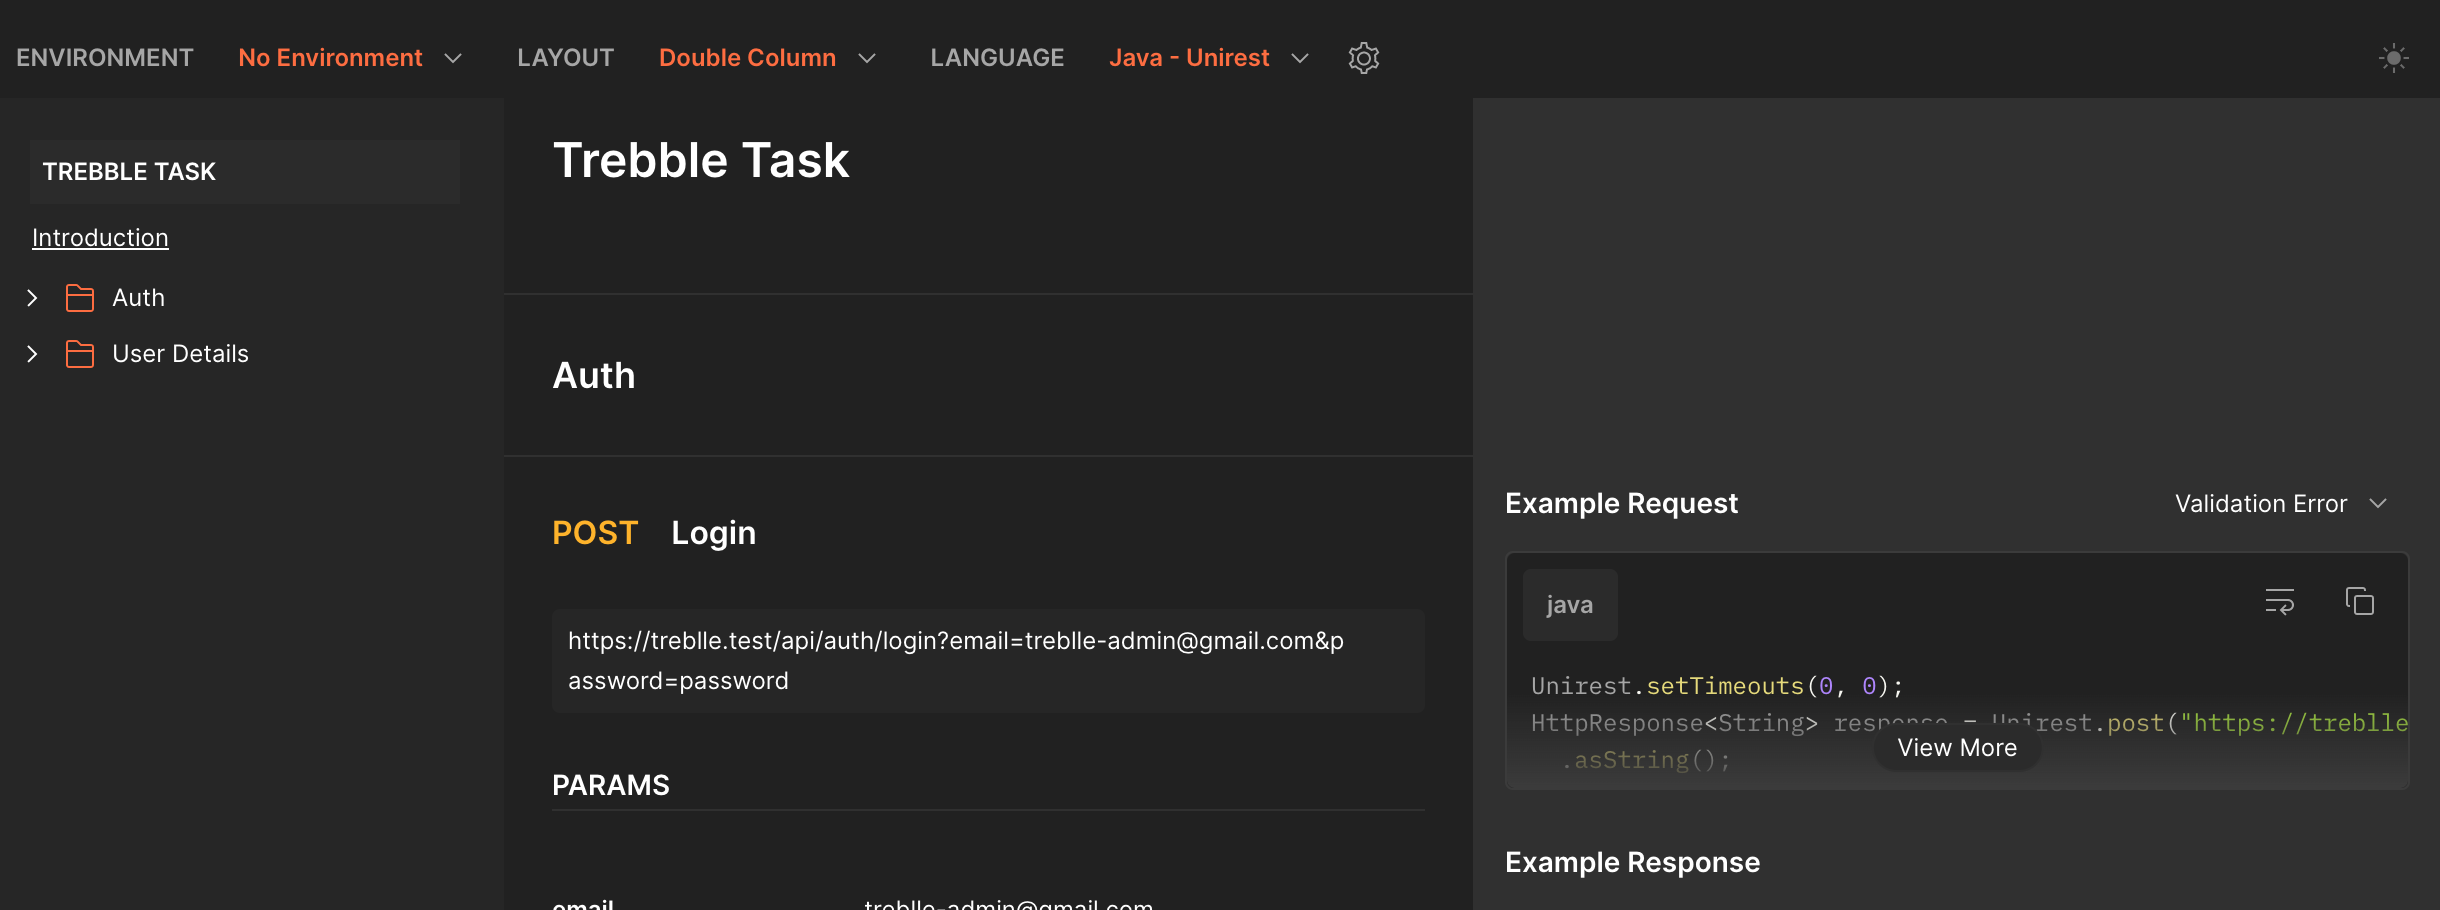 ENVIRONMENT No Environment LAYOUT Double Column LANGUAGE Java - Unirest
TREBBLE TASK
Introduction
Auth
User Details
Trebble Task
Auth
POST Login
https://treblle.test/api/auth/login?email=treblle-admin@gmail.com&p
assword=password
PARAMS
email treblle-admin@gmail.com
Example Request Validation Error
java
Unirest.setTimeouts(0, 0);
HttpResponse<String> response = Unirest.post("https://treblle
.asString();
View More
Example Response